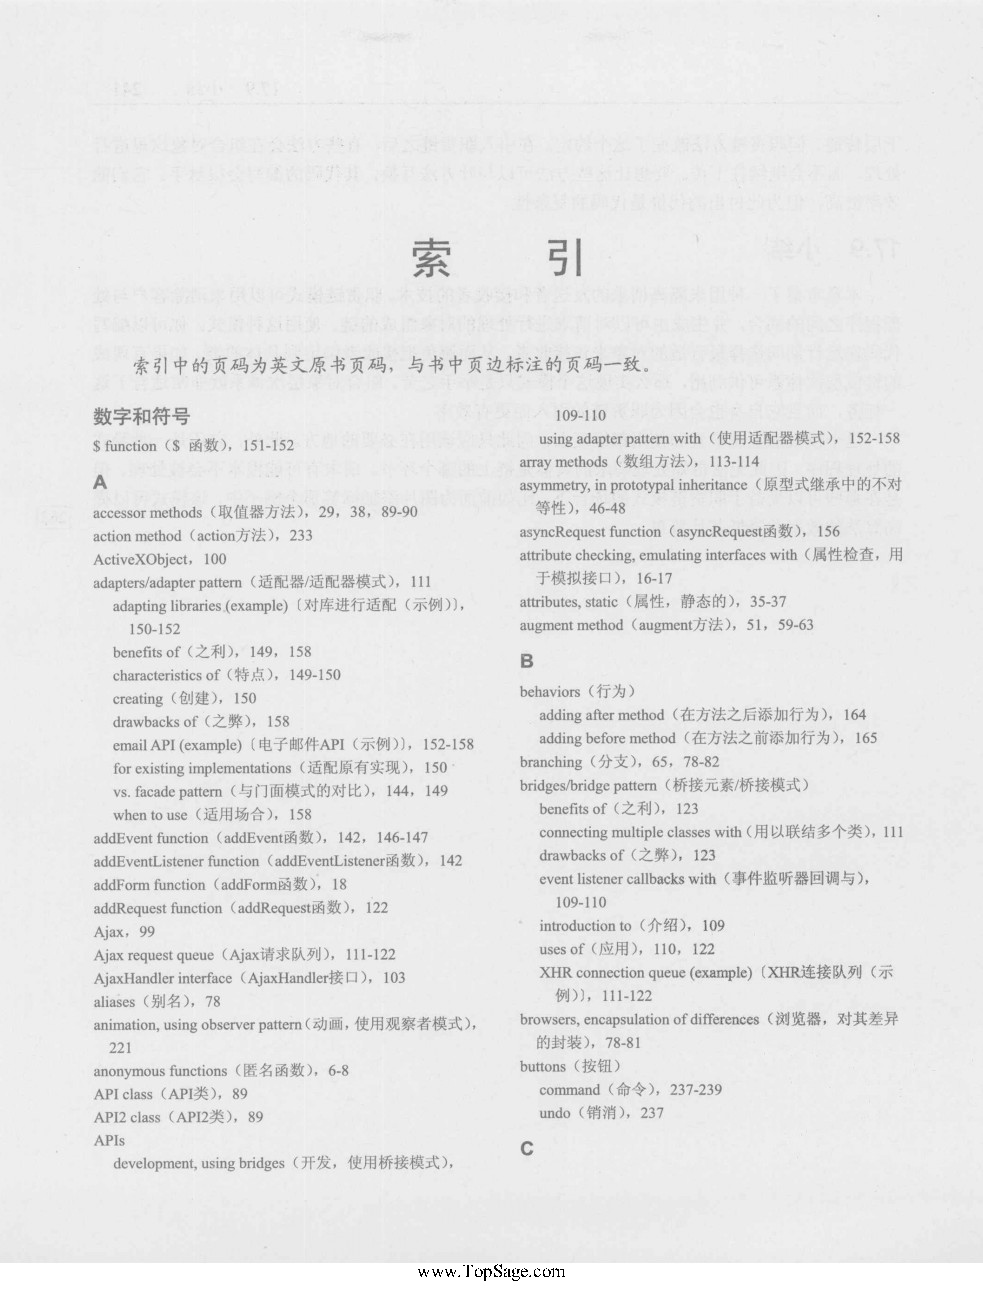 索 引
索引中的页码为英文原书页码，与书中页边标注的页码一致。
数字和符号
$ function（$ 函数），151-152
A
accessor methods（取值器方法），29，38，89-90
action method（action方法），233
ActiveXObject，100
adapters/adapter pattern（适配器/适配器模式），111
adapting libraries (example)〔对库进行适配（示例）〕，
150-152
benefits of（之利），149，158
characteristics of（特点），149-150
creating（创建），150
drawbacks of（之弊），158
email API (example)〔电子邮件API（示例）〕，152-158
for existing implementations（适配原有实现），150
vs. facade pattern（与门面模式的对比），144，149
when to use（适用场合），158
addEvent function（addEvent函数），142，146-147
addEventListener function（addEventListener函数），142
addForm function（addForm函数），18
addRequest function（addRequest函数），122
Ajax，99
Ajax request queue（Ajax请求队列），111-122
AjaxHandler interface（AjaxHandler接口），103
aliases（别名），78
animation, using observer pattern（动画，使用观察者模式），
221
anonymous functions（匿名函数），6-8
API class（API类），89
API2 class（API2类），89
APIs
development, using bridges（开发，使用桥接模式），
109-110
using adapter pattern with（使用适配器模式），152-158
array methods（数组方法），113-114
asymmetry, in prototypal inheritance（原型式继承中的不对
等性），46-48
asyncRequest function（asyncRequest函数），156
attribute checking, emulating interfaces with（属性检查，用
于模拟接口），16-17
attributes, static（属性，静态的），35-37
augment method（augment方法），51，59-63
B
behaviors（行为）
adding after method（在方法之后添加行为），164
adding before method（在方法之前添加行为），165
branching（分支），65，78-82
bridges/bridge pattern（桥接元素/桥接模式）
benefits of（之利），123
connecting multiple classes with（用以联结多个类），111
drawbacks of（之弊），123
event listener callbacks with（事件监听器回调与），
109-110
introduction to（介绍），109
uses of（应用），110，122
XHR connection queue (example)〔XHR连接队列（示
例）〕，111-122
browsers, encapsulation of differences（浏览器，对其差异
的封装），78-81
buttons（按钮）
command（命令），237-239
undo（销消），237
C
www.TopSage.com